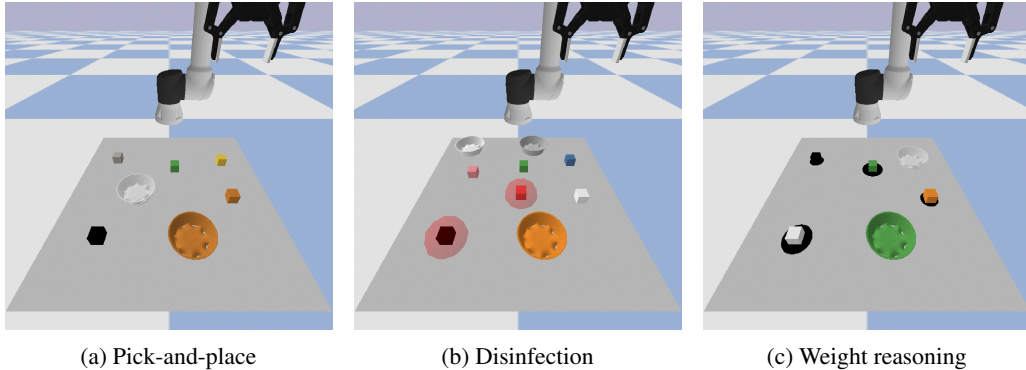 (a) Pick-and-place
(b) Disinfection
(c) Weight reasoning